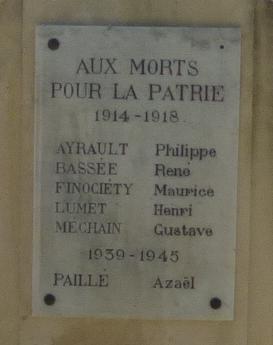 AUX MORTS
POUR LA PATRIE
1914-1918
AYRAULT Philippe
BASSÉE René
FINOCIÉTY Maurice
LUMET Henri
MÉCHAIN Gustave
1939-1945
PAILLÉ Azaël